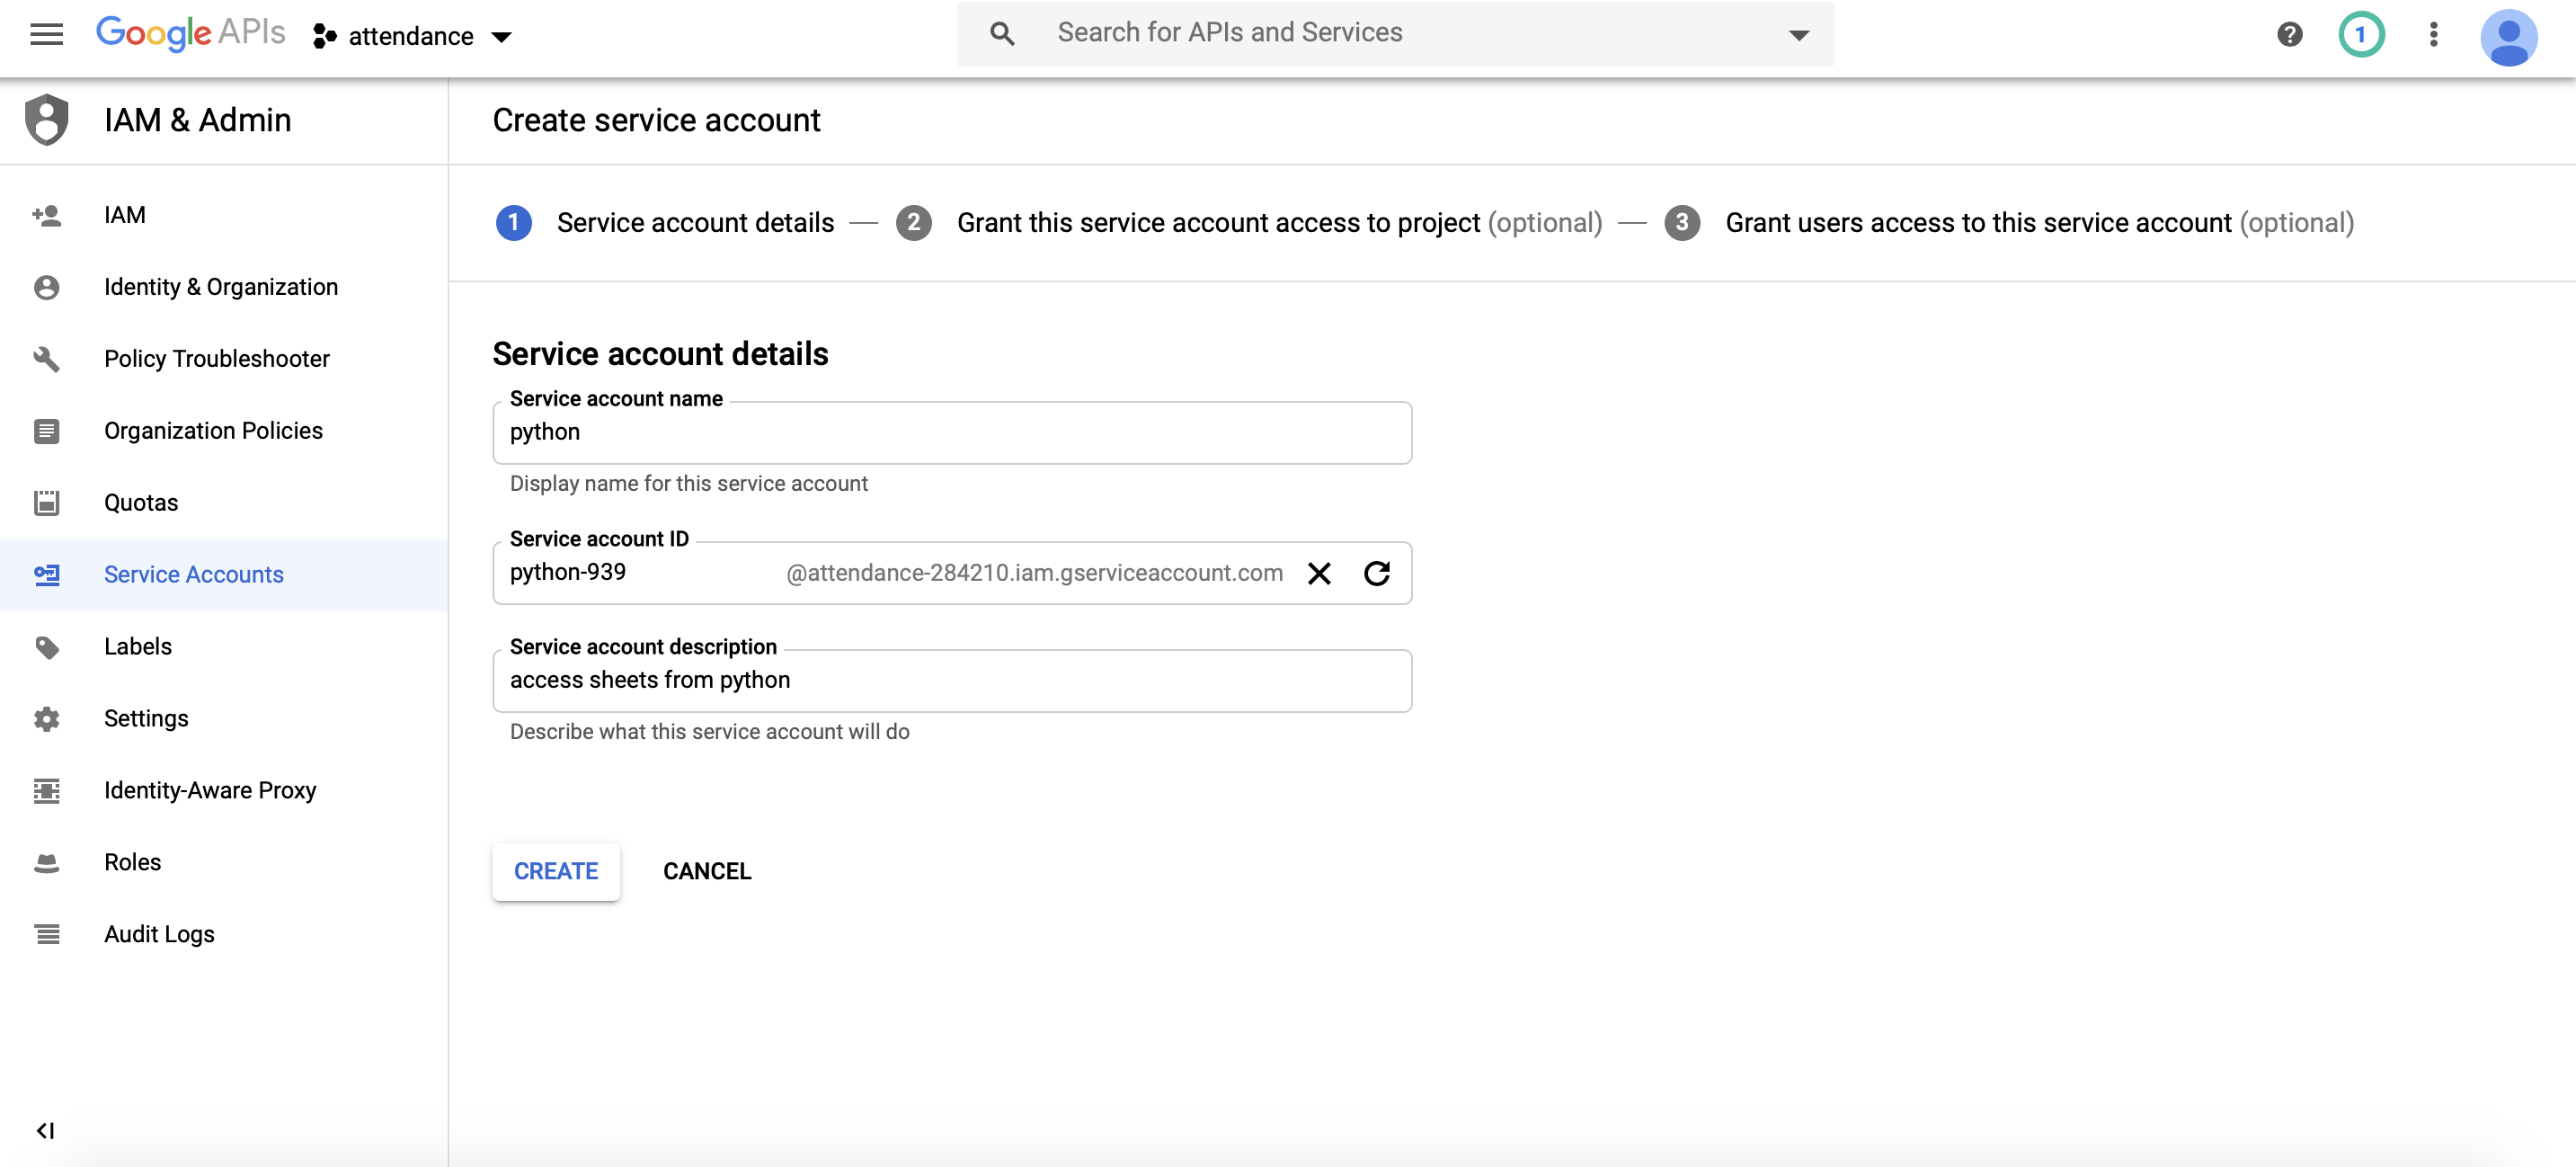 Google APIs attendance Search for APIs and Services 1
IAM & Admin
Create service account
IAM
Identity & Organization
Policy Troubleshooter
Organization Policies
Quotas
Service Accounts
Labels
Settings
Identity-Aware Proxy
Roles
Audit Logs
1 Service account details — 2 Grant this service account access to project (optional) — 3 Grant users access to this service account (optional)
Service account details
Service account name
python
Display name for this service account
Service account ID
python-939 @attendance-284210.iam.gserviceaccount.com
Service account description
access sheets from python
Describe what this service account will do
CREATE CANCEL